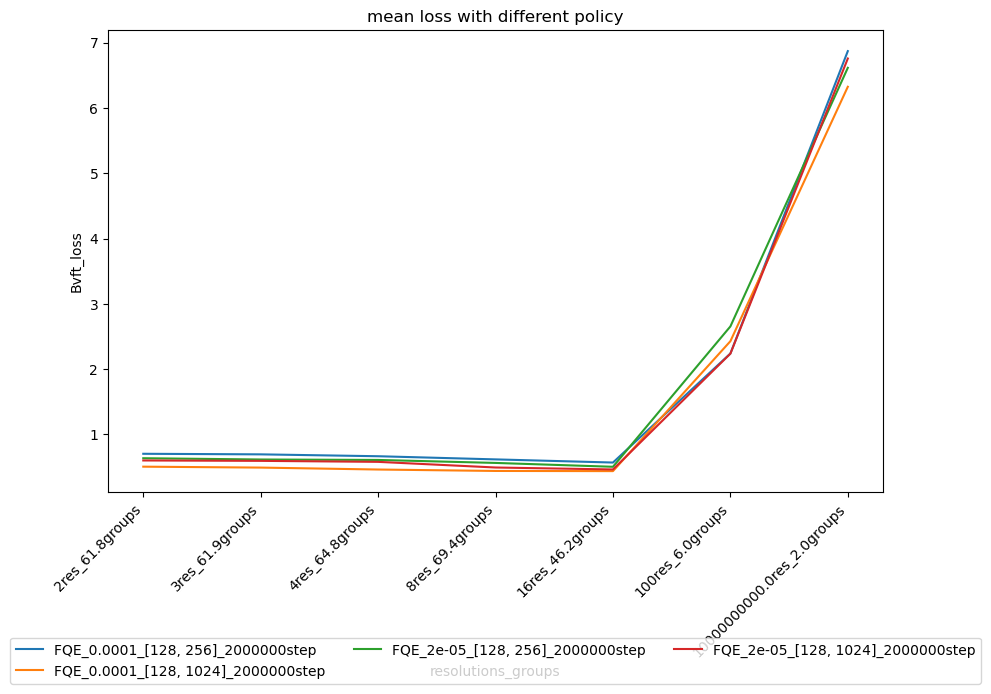 mean loss with different policy
Bvft_loss
7
6
5
4
3
2
1
2res_61.8groups
3res_61.9groups
4res_64.8groups
8res_69.4groups
16res_46.2groups
100res_6.0groups
resolutions_groups
FQE_0.0001_[128, 256]_2000000step
FQE_0.0001_[128, 1024]_2000000step
FQE_2e-05_[128, 256]_2000000step
FQE_2e-05_[128, 1024]_2000000step